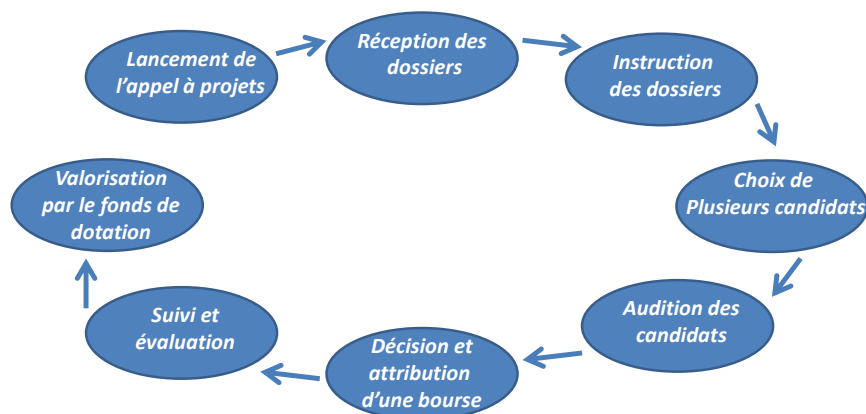 Lancement de
l’appel à projets
Réception des
dossiers
Instruction
des dossiers
Choix de
Plusieurs candidats
Audition des
candidats
Décision et
attribution
d’une bourse
Suivi et
évaluation
Valorisation
par le fonds de
dotation